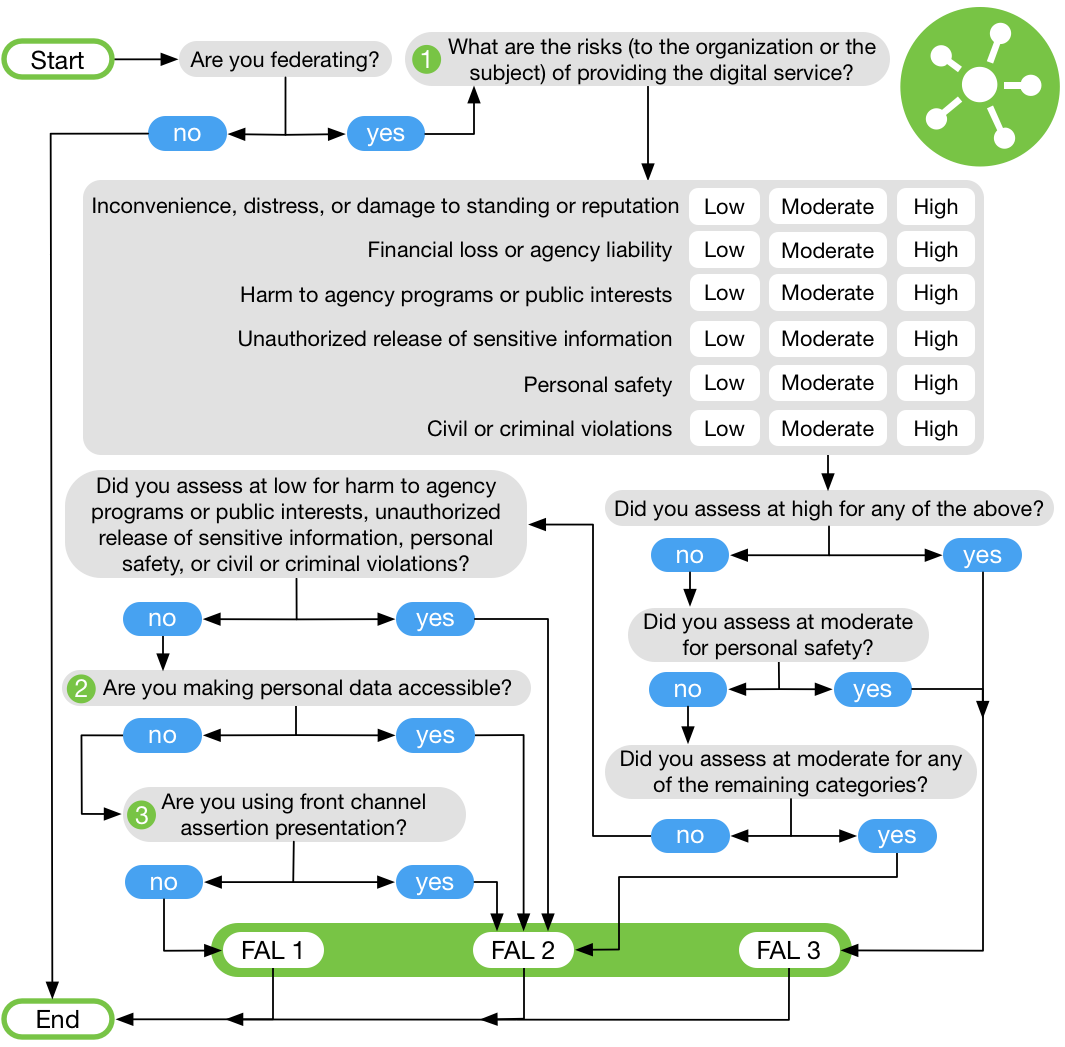 Start
Are you federating?
1
What are the risks (to the organization or the
subject) of providing the digital service?
no
yes
Inconvenience, distress, or damage to standing or reputation Low Moderate High
Financial loss or agency liability Low Moderate High
Harm to agency programs or public interests Low Moderate High
Unauthorized release of sensitive information Low Moderate High
Personal safety Low Moderate High
Civil or criminal violations Low Moderate High
Did you assess at high for any of the above?
no
yes
Did you assess at moderate
for personal safety?
no
yes
Did you assess at moderate for any
of the remaining categories?
no
yes
Did you assess at low for harm to agency
programs or public interests, unauthorized
release of sensitive information, personal
safety, or civil or criminal violations?
no
yes
2 Are you making personal data accessible?
no
yes
3
Are you using front channel
assertion presentation?
no
yes
FAL 1
FAL 2
FAL 3
End